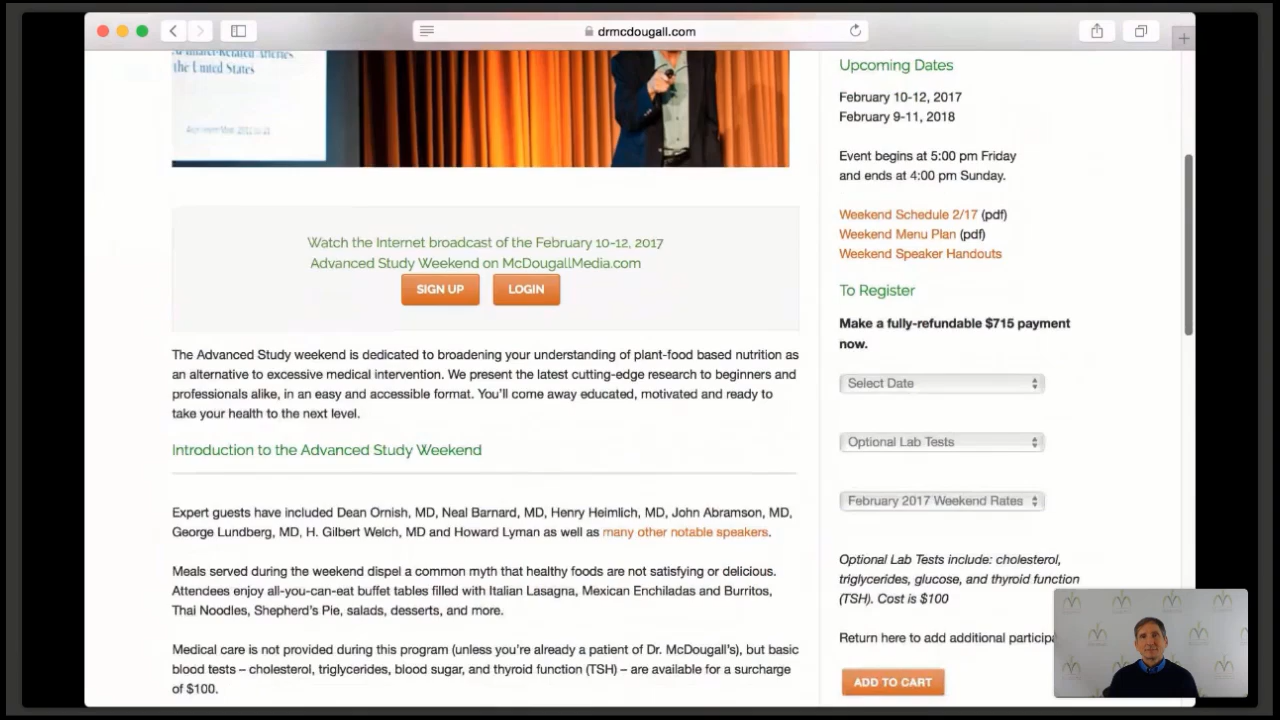 drmcdougall.com
the United States
Watch the Internet broadcast of the February 10-12, 2017
Advanced Study Weekend on McDougallMedia.com
SIGN UP LOGIN
The Advanced Study weekend is dedicated to broadening your understanding of plant-food based nutrition as
an alternative to excessive medical intervention. We present the latest cutting-edge research to beginners and
professionals alike, in an easy and accessible format. You'll come away educated, motivated and ready to
take your health to the next level.
Introduction to the Advanced Study Weekend
Expert guests have included Dean Ornish, MD, Neal Barnard, MD, Henry Heimlich, MD, John Abramson, MD,
George Lundberg, MD, H. Gilbert Welch, MD and Howard Lyman as well as many other notable speakers.
Meals served during the weekend dispel a common myth that healthy foods are not satisfying or delicious.
Attendees enjoy all-you-can-eat buffet tables filled with Italian Lasagna, Mexican Enchiladas and Burritos,
Thai Noodles, Shepherd's Pie, salads, desserts, and more.
Medical care is not provided during this program (unless you're already a patient of Dr. McDougall's), but basic
blood tests – cholesterol, triglycerides, blood sugar, and thyroid function (TSH) – are available for a surcharge
of $100.
Upcoming Dates
February 10-12, 2017
February 9-11, 2018
Event begins at 5:00 pm Friday
and ends at 4:00 pm Sunday.
Weekend Schedule 2/17 (pdf)
Weekend Menu Plan (pdf)
Weekend Speaker Handouts
To Register
Make a fully-refundable $715 payment
now.
Select Date
Optional Lab Tests
February 2017 Weekend Rates
Optional Lab Tests include: cholesterol,
triglycerides, glucose, and thyroid function
(TSH). Cost is $100
Return here to add additional participa
ADD TO CART